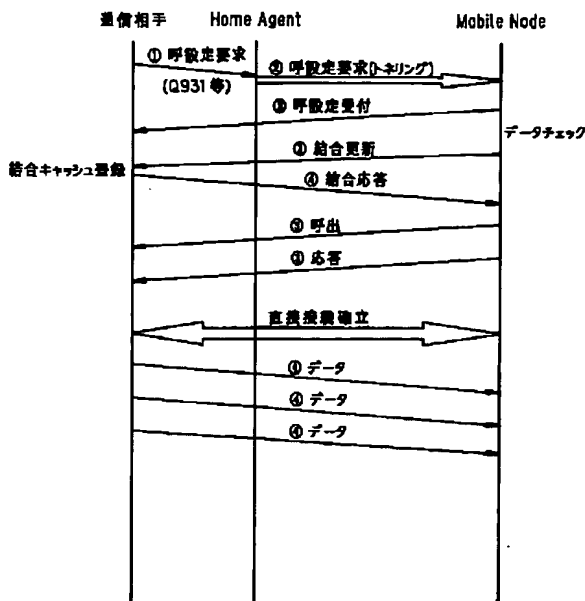 通信相手 Home Agent Mobile Node
① 呼設定要求
(Q931 等)
② 呼設定要求(トネリング)
③ 呼設定受付
データチェック
③ 結合更新
結合キャッシュ登録
④ 結合応答
③ 呼出
③ 応答
直接接続確立
④ データ
④ データ
④ データ